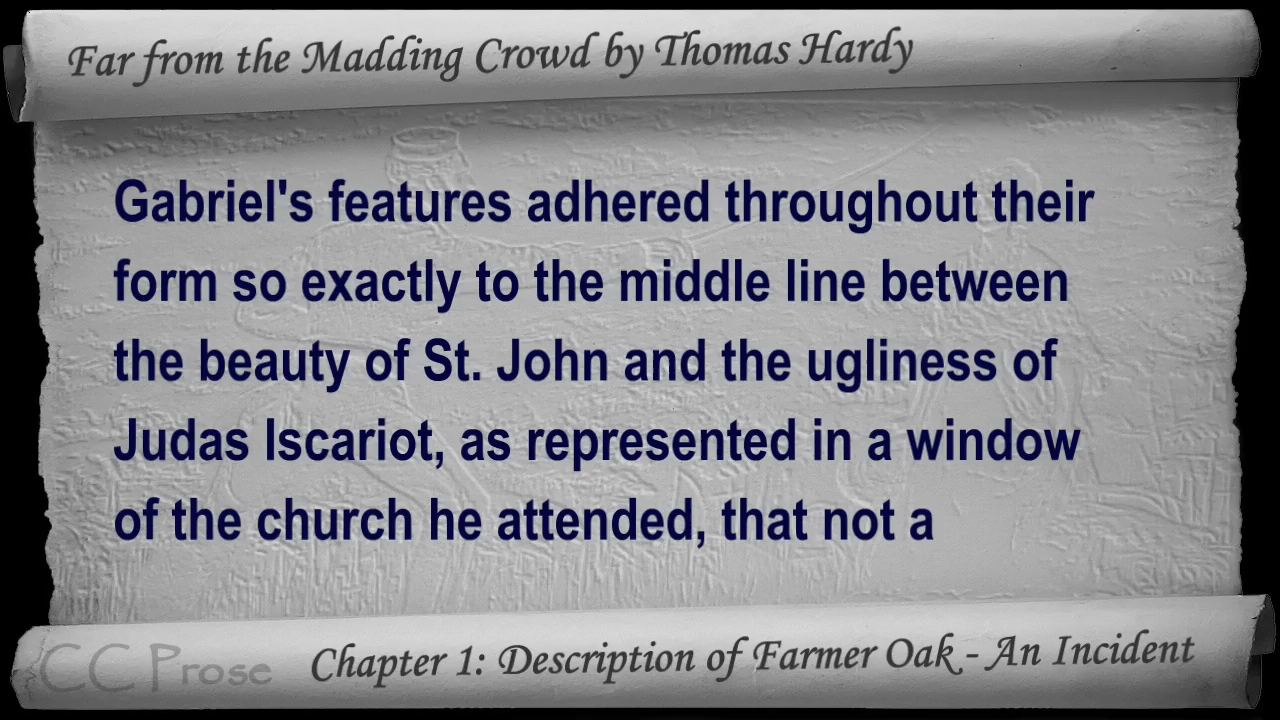 Far from the Madding Crowd by Thomas Hardy
Gabriel's features adhered throughout their
form so exactly to the middle line between
the beauty of St. John and the ugliness of
Judas Iscariot, as represented in a window
of the church he attended, that not a
CC Prose
Chapter 1: Description of Farmer Oak - An Incident